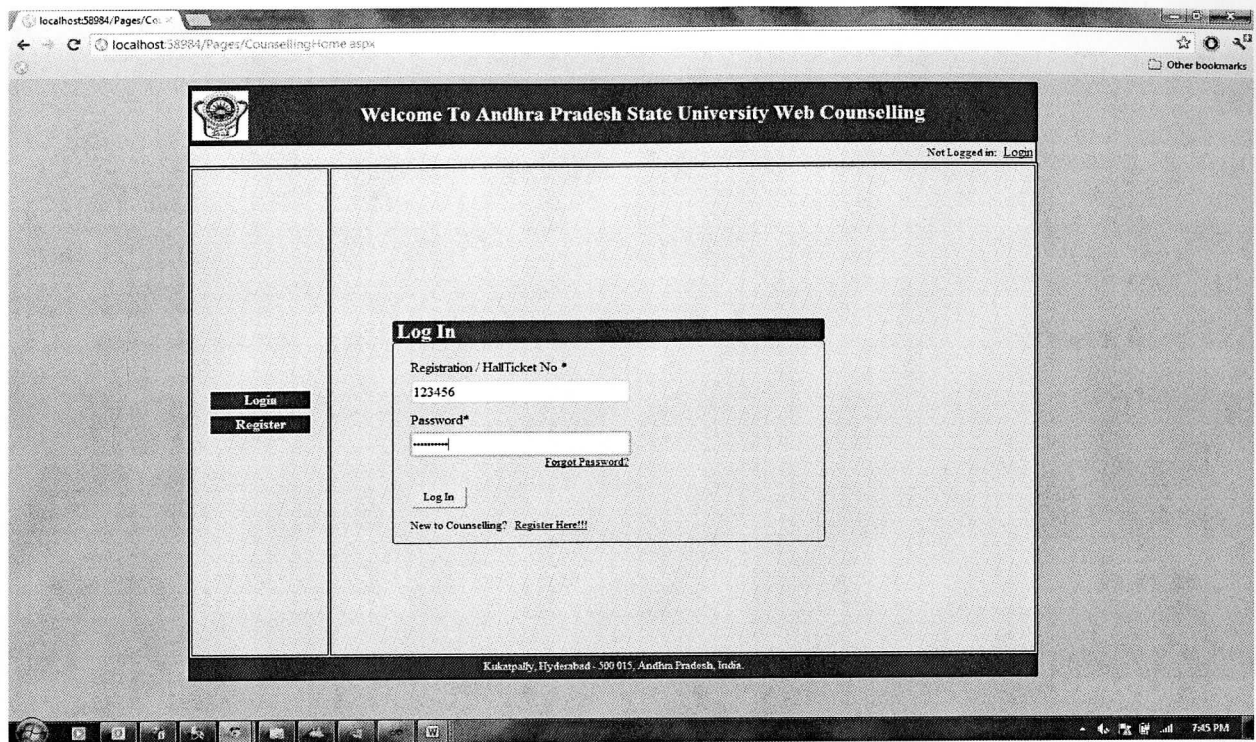 localhost:58984/Pages/Co
localhost:58984/Pages/CounsellingHome.aspx
Other bookmarks
Welcome To Andhra Pradesh State University Web Counselling
Not Logged in: Login
Login
Register
Log In
Registration / HallTicket No *
123456
Password*
••••••••••
Forgot Password?
Log In
New to Counselling? Register Here!!!
Kukatpally, Hyderabad - 500 015, Andhra Pradesh, India.
W
7:45 PM